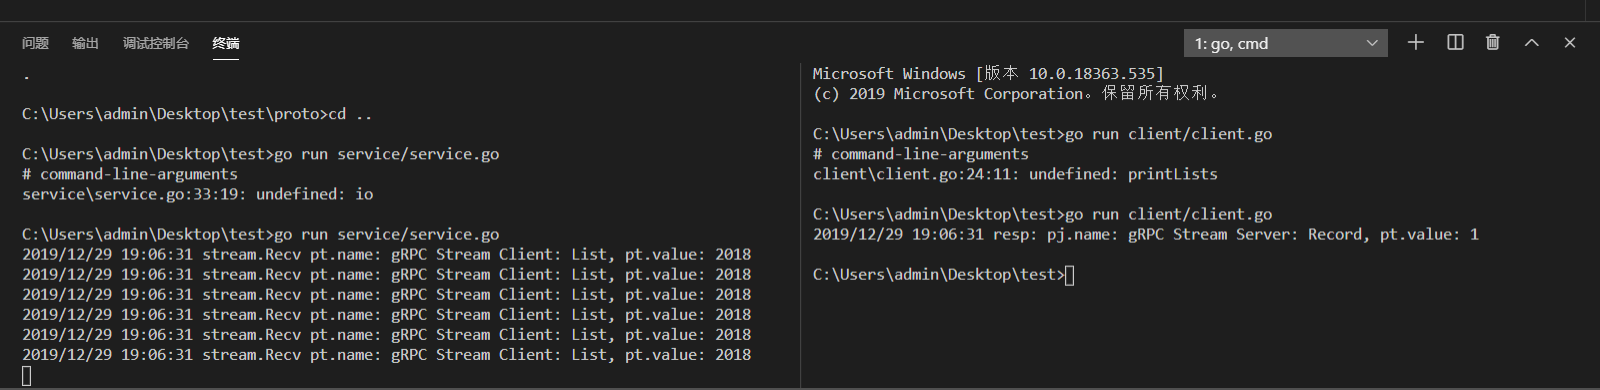 问题 输出 调试控制台 终端 1: go, cmd
.
C:\Users\admin\Desktop\test\proto>cd ..
C:\Users\admin\Desktop\test>go run service/service.go
# command-line-arguments
service\service.go:33:19: undefined: io
C:\Users\admin\Desktop\test>go run service/service.go
2019/12/29 19:06:31 stream.Recv pt.name: gRPC Stream Client: List, pt.value: 2018
2019/12/29 19:06:31 stream.Recv pt.name: gRPC Stream Client: List, pt.value: 2018
2019/12/29 19:06:31 stream.Recv pt.name: gRPC Stream Client: List, pt.value: 2018
2019/12/29 19:06:31 stream.Recv pt.name: gRPC Stream Client: List, pt.value: 2018
2019/12/29 19:06:31 stream.Recv pt.name: gRPC Stream Client: List, pt.value: 2018
2019/12/29 19:06:31 stream.Recv pt.name: gRPC Stream Client: List, pt.value: 2018
Microsoft Windows [版本 10.0.18363.535]
(c) 2019 Microsoft Corporation。保留所有权利。
C:\Users\admin\Desktop\test>go run client/client.go
# command-line-arguments
client\client.go:24:11: undefined: printLists
C:\Users\admin\Desktop\test>go run client/client.go
2019/12/29 19:06:31 resp: pj.name: gRPC Stream Server: Record, pt.value: 1
C:\Users\admin\Desktop\test>